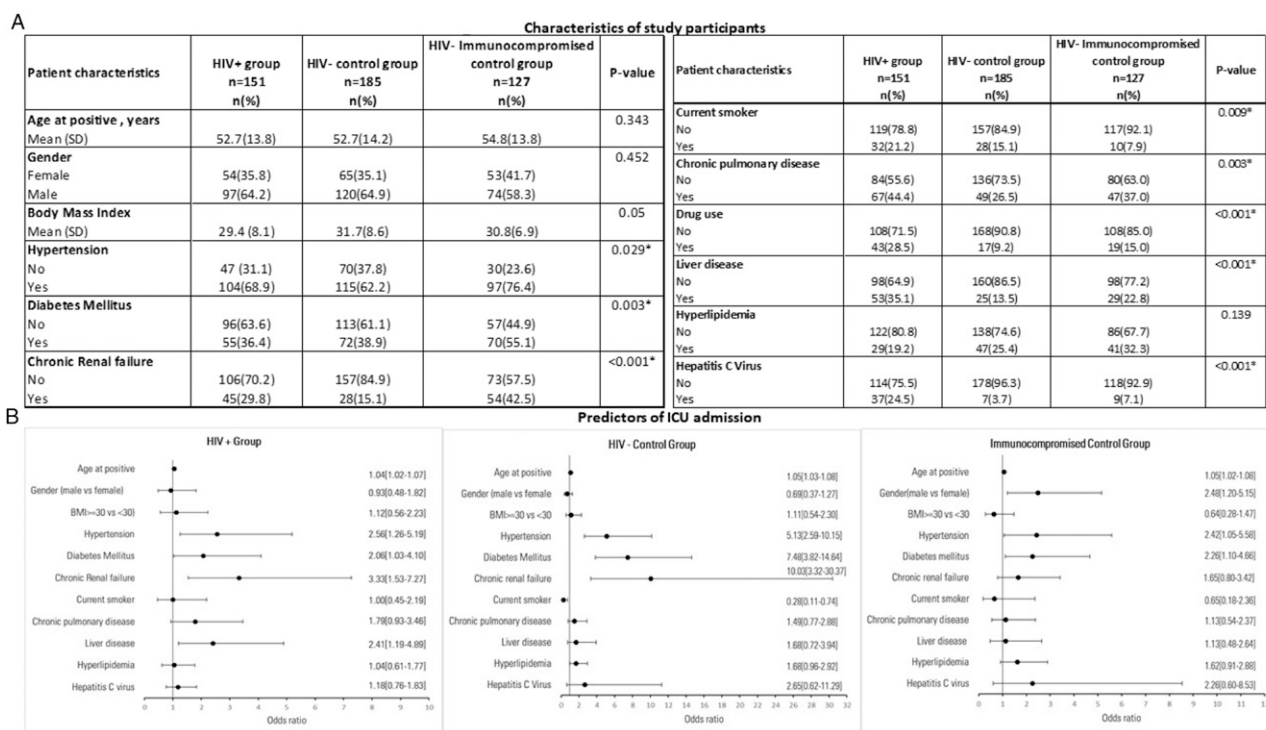 A
Characteristics of study participants
Patient characteristics HIV+ group n=151 n(%) HIV- control group n=185 n(%) HIV- Immunocompromised control group n=127 n(%) P-value
Age at positive , years 0.343
Mean (SD) 52.7(13.8) 52.7(14.2) 54.8(13.8)
Gender 0.452
Female 54(35.8) 65(35.1) 53(41.7)
Male 97(64.2) 120(64.9) 74(58.3)
Body Mass Index 0.05
Mean (SD) 29.4 (8.1) 31.7(8.6) 30.8(6.9)
Hypertension 0.029*
No 47 (31.1) 70(37.8) 30(23.6)
Yes 104(68.9) 115(62.2) 97(76.4)
Diabetes Mellitus 0.003*
No 96(63.6) 113(61.1) 57(44.9)
Yes 55(36.4) 72(38.9) 70(55.1)
Chronic Renal failure <0.001*
No 106(70.2) 157(84.9) 73(57.5)
Yes 45(29.8) 28(15.1) 54(42.5)
Patient characteristics HIV+ group n=151 n(%) HIV- control group n=185 n(%) HIV- Immunocompromised control group n=127 n(%) P-value
Current smoker 0.009*
No 119(78.8) 157(84.9) 117(92.1)
Yes 32(21.2) 28(15.1) 10(7.9)
Chronic pulmonary disease 0.003*
No 84(55.6) 136(73.5) 80(63.0)
Yes 67(44.4) 49(26.5) 47(37.0)
Drug use <0.001*
No 108(71.5) 168(90.8) 108(85.0)
Yes 43(28.5) 17(9.2) 19(15.0)
Liver disease <0.001*
No 98(64.9) 160(86.5) 98(77.2)
Yes 53(35.1) 25(13.5) 29(22.8)
Hyperlipidemia 0.139
No 122(80.8) 138(74.6) 86(67.7)
Yes 29(19.2) 47(25.4) 41(32.3)
Hepatitis C Virus <0.001*
No 114(75.5) 178(96.3) 118(92.9)
Yes 37(24.5) 7(3.7) 9(7.1)
B
Predictors of ICU admission
HIV + Group
Age at positive 1.04[1.02-1.07]
Gender (male vs female) 0.93[0.48-1.82]
BMI>=30 vs <30) 1.12[0.56-2.23]
Hypertension 2.56[1.26-5.19]
Diabetes Mellitus 2.06[1.03-4.10]
Chronic Renal failure 3.33[1.53-7.27]
Current smoker 1.00[0.45-2.19]
Chronic pulmonary disease 1.79[0.93-3.46]
Liver disease 2.41[1.19-4.89]
Hyperlipidemia 1.04[0.61-1.77]
Hepatitis C virus 1.18[0.76-1.83]
0 1 2 3 4 5 6 7 8 9 10
Odds ratio
HIV - Control Group
Age at positive 1.05[1.03-1.08]
Gender (male vs female 0.69[0.37-1.27]
BMI>=30 vs <30) 1.11[0.54-2.30]
Hypertension 5.13[2.59-10.15]
Diabetes Mellitus 7.48[3.82-14.64]
Chronic renal failure 10.03[3.32-30.37]
Current smoker 0.28[0.11-0.74]
Chronic pulmonary disease 1.49[0.77-2.88]
Liver disease 1.68[0.72-3.94]
Hyperlipidemia 1.68[0.96-2.92]
Hepatitis C Virus 2.65[0.62-11.29]
0 2 4 6 8 10 12 14 16 18 20 22 24 26 28 30 32
Odds ratio
Immunocompromised Control Group
Age at positive 1.05[1.02-1.08]
Gender(male vs female) 2.48[1.20-5.15]
BMI>=30 vs <30) 0.64[0.28-1.47]
Hypertension 2.42[1.05-5.58]
Diabetes mellitus 2.26[1.10-4.66]
Chronic renal failure 1.65[0.80-3.42]
Current smoker 0.65[0.18-2.36]
Chronic pulmonary disease 1.13[0.54-2.37]
Liver disease 1.13[0.48-2.64]
Hyperlipidemia 1.62[0.91-2.88]
Hepatitis C virus 2.26[0.60-8.53]
0 1 2 3 4 5 6 7 8 9 10 11 12
Odds ratio